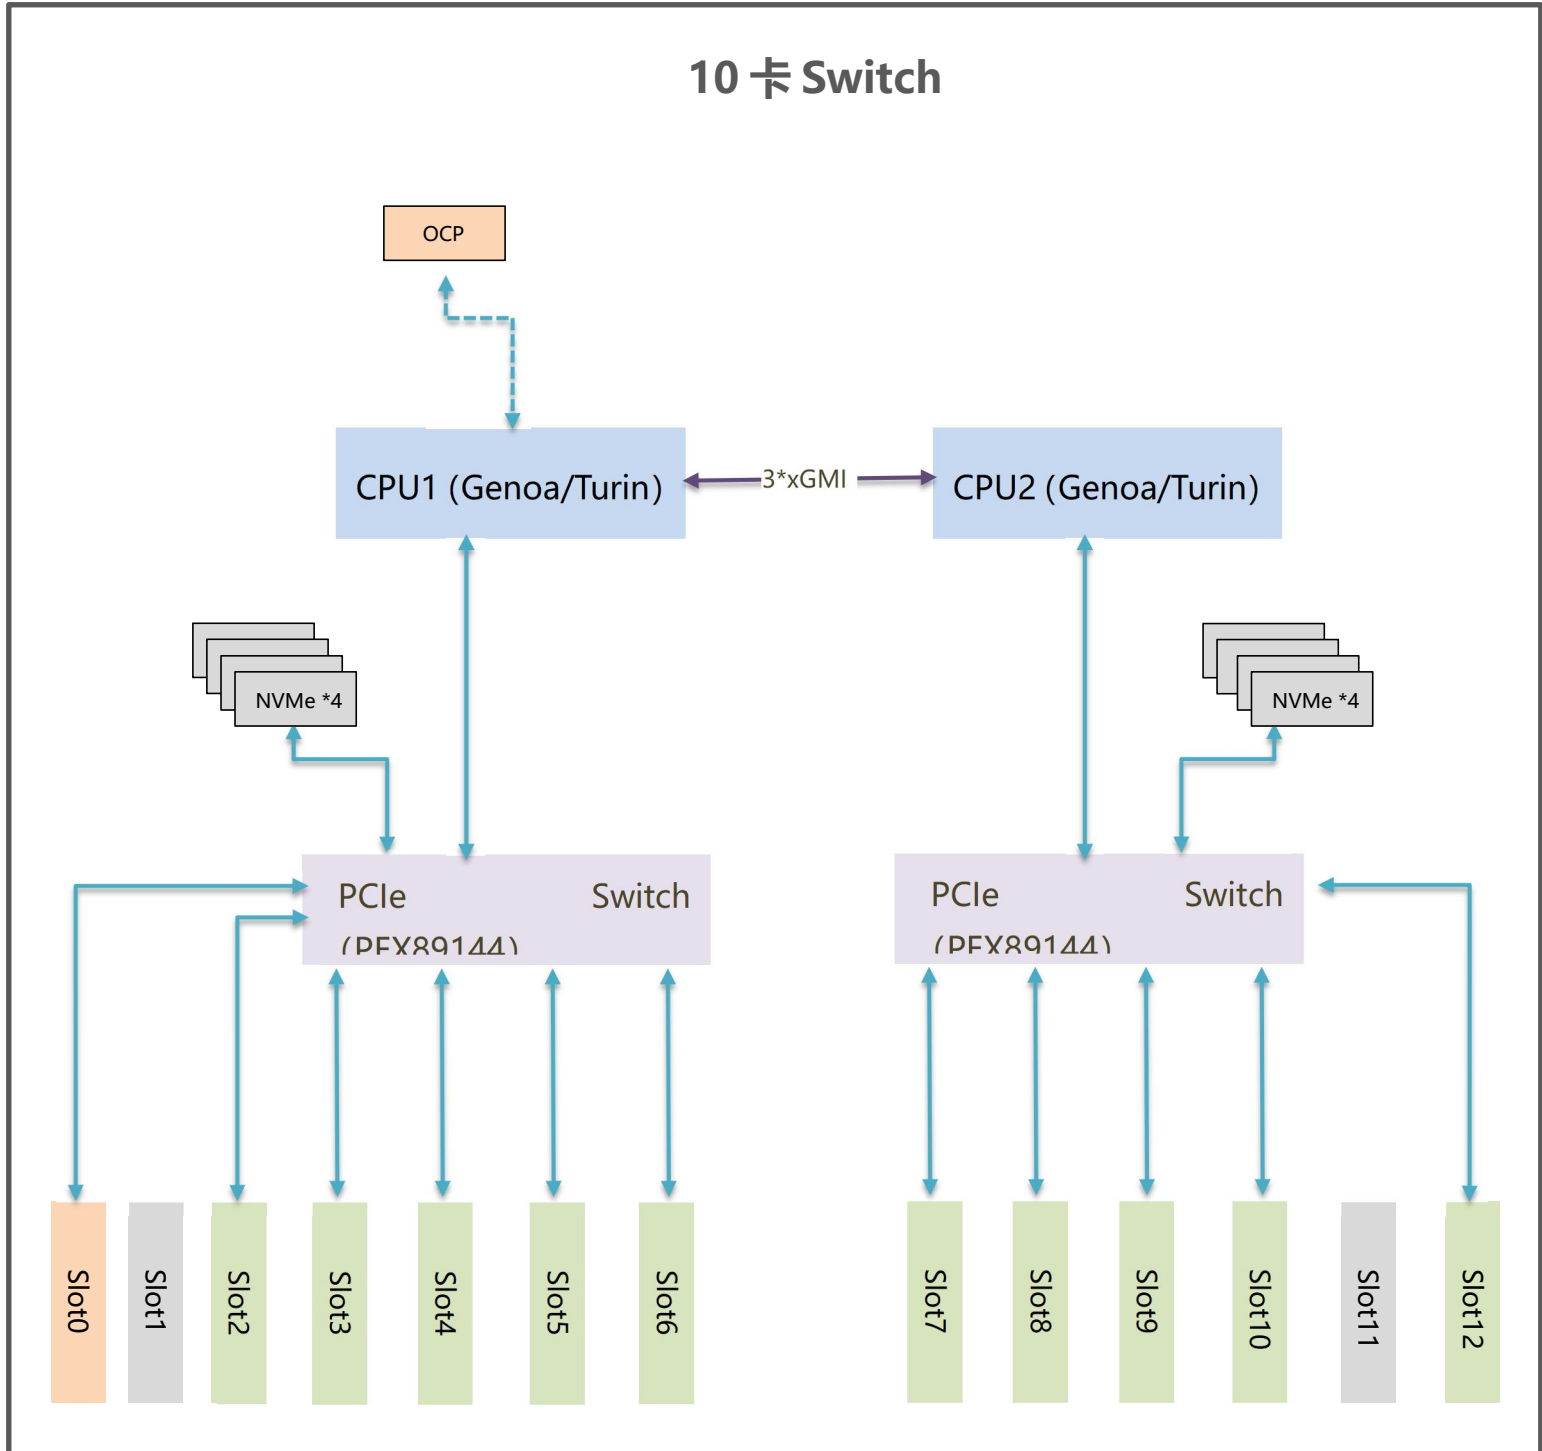 10 卡 Switch
OCP
CPU1 (Genoa/Turin)
3*xGMI
CPU2 (Genoa/Turin)
NVMe *4
NVMe *4
PCIe Switch
(PEX89144)
PCIe Switch
(PEX89144)
Slot0
Slot1
Slot2
Slot3
Slot4
Slot5
Slot6
Slot7
Slot8
Slot9
Slot10
Slot11
Slot12